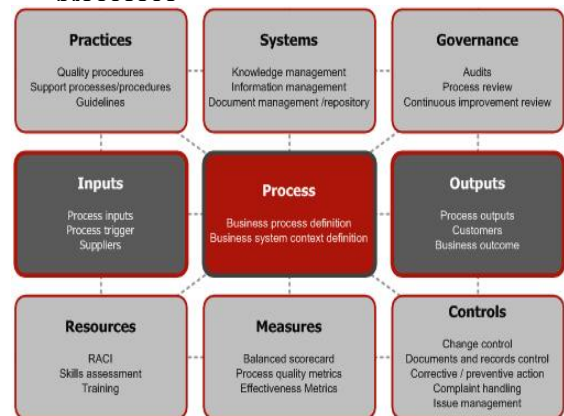 Practices
Quality procedures
Support processes/procedures
Guidelines
Systems
Knowledge management
Information management
Document management /repository
Governance
Audits
Process review
Continuous improvement review
Inputs
Process inputs
Process trigger
Suppliers
Process
Business process definition
Business system context definition
Outputs
Process outputs
Customers
Business outcome
Resources
RACI
Skills assessment
Training
Measures
Balanced scorecard
Process quality metrics
Effectiveness Metrics
Controls
Change control
Documents and records control
Corrective / preventive action
Complaint handling
Issue management